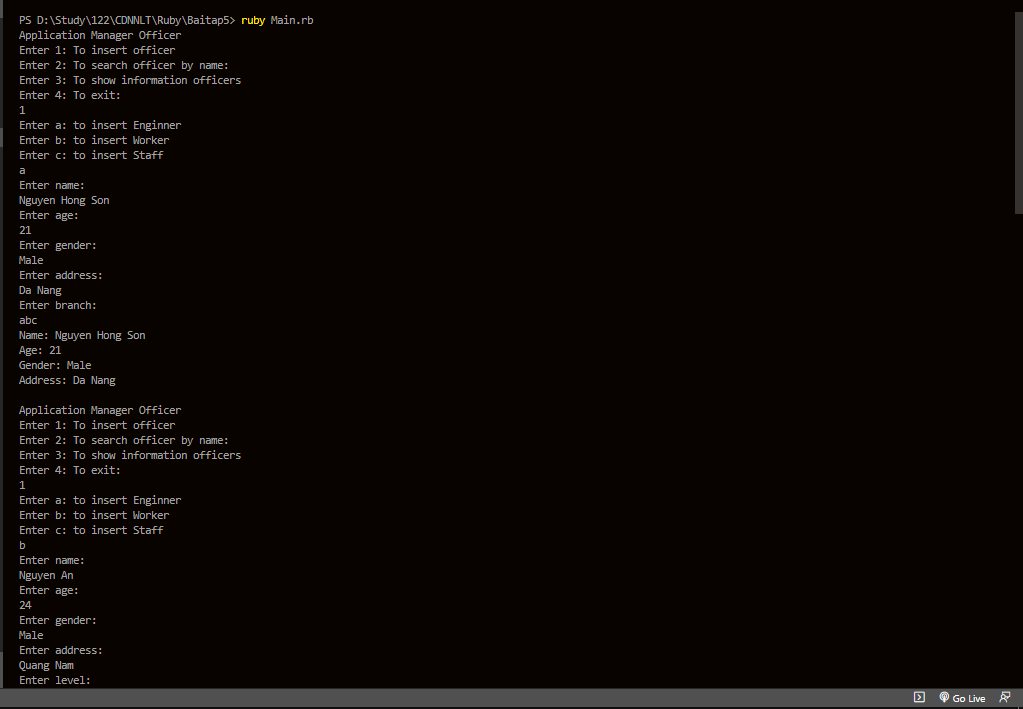 PS D:\Study\122\CDNNLT\Ruby\Baitap5> ruby Main.rb
Application Manager Officer
Enter 1: To insert officer
Enter 2: To search officer by name:
Enter 3: To show information officers
Enter 4: To exit:
1
Enter a: to insert Enginner
Enter b: to insert Worker
Enter c: to insert Staff
a
Enter name:
Nguyen Hong Son
Enter age:
21
Enter gender:
Male
Enter address:
Da Nang
Enter branch:
abc
Name: Nguyen Hong Son
Age: 21
Gender: Male
Address: Da Nang
Application Manager Officer
Enter 1: To insert officer
Enter 2: To search officer by name:
Enter 3: To show information officers
Enter 4: To exit:
1
Enter a: to insert Enginner
Enter b: to insert Worker
Enter c: to insert Staff
b
Enter name:
Nguyen An
Enter age:
24
Enter gender:
Male
Enter address:
Quang Nam
Enter level:
Go Live